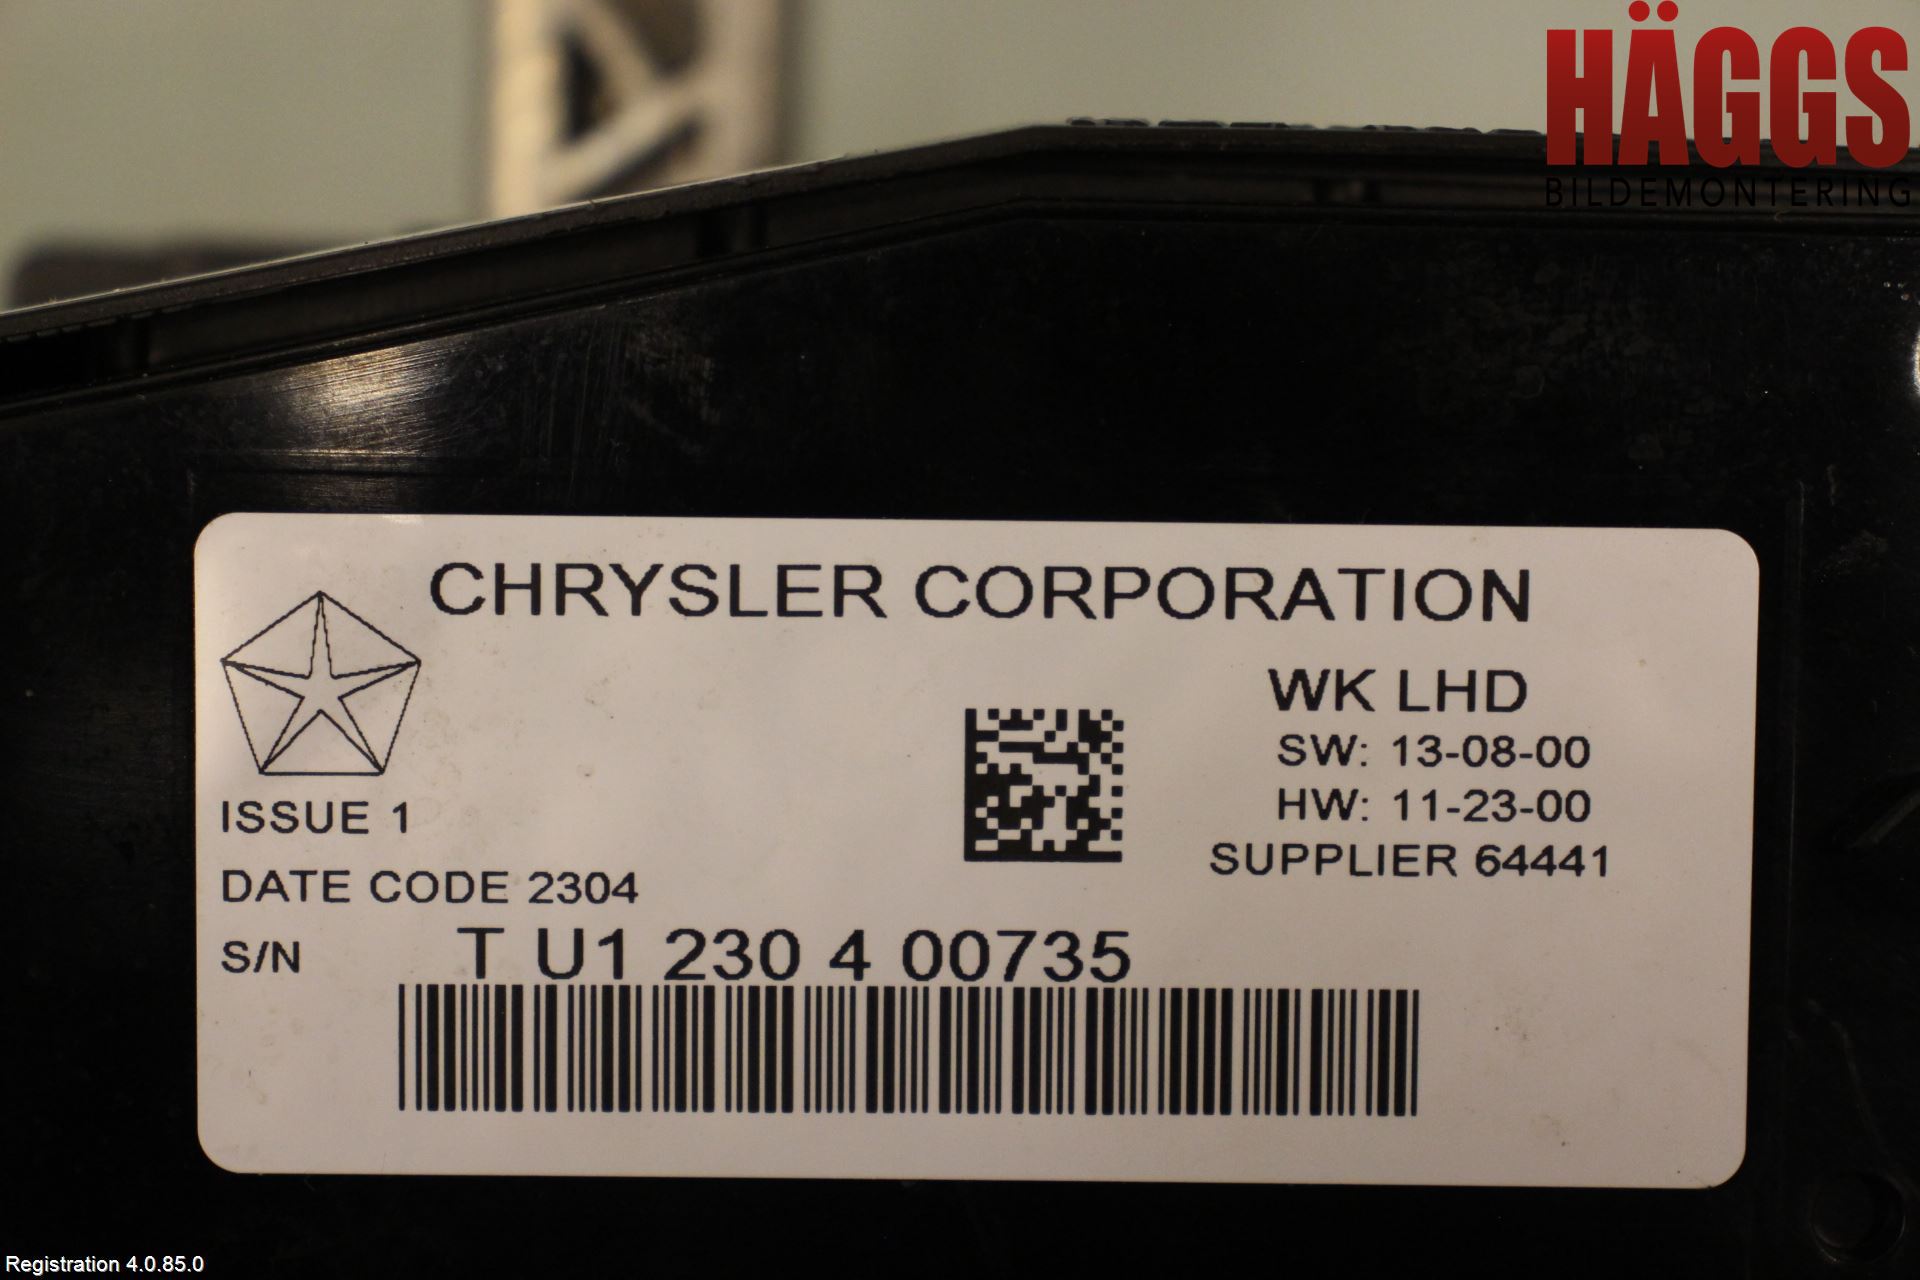 HÄGGS
BILDEMONTERING
CHRYSLER CORPORATION
WK LHD
SW: 13-08-00
HW: 11-23-00
SUPPLIER 64441
ISSUE 1
DATE CODE 2304
S/N T U1 230 4 00735
Registration 4.0.85.0